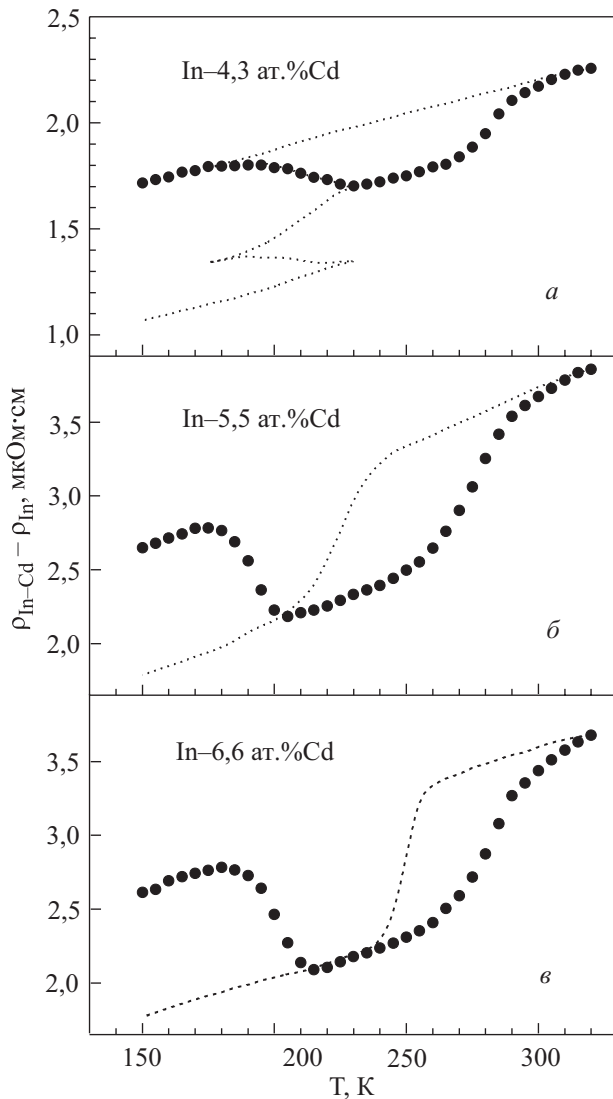 2,5
In–4,3 ат.%Cd
2,0
1,5
1,0
а
ρIn–Cd – ρIn, мкОм·см
In–5,5 ат.%Cd
3,5
3,0
2,5
2,0
б
In–6,6 ат.%Cd
3,5
3,0
2,5
2,0
в
150 200 250 300
T, К